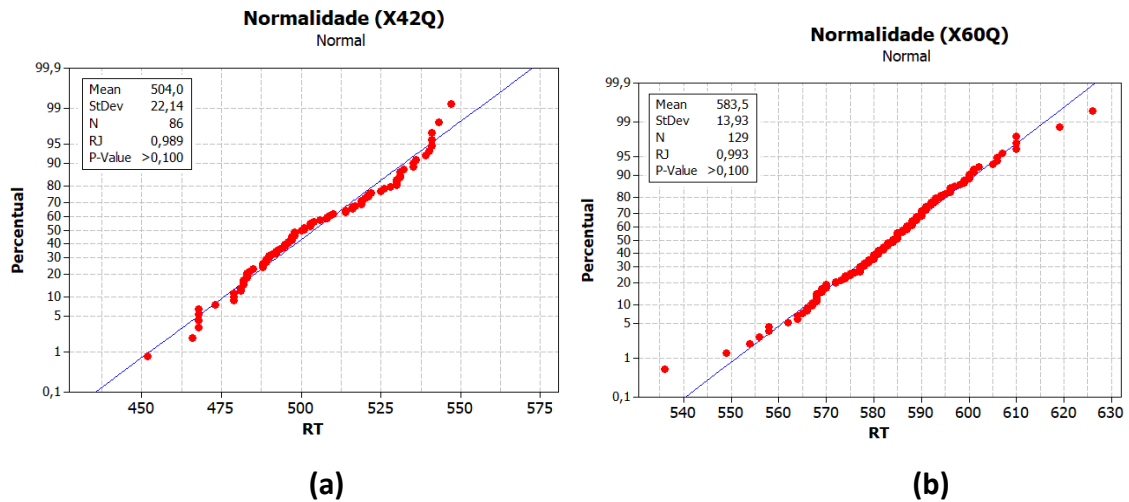 Normalidade (X42Q)
Normal
Mean 504,0
StDev 22,14
N 86
RJ 0,989
P-Value >0,100
Percentual
99,9
99
95
90
80
70
60
50
40
30
20
10
5
1
0,1
450 475 500 525 550 575
RT
(a)
Normalidade (X60Q)
Normal
Mean 583,5
StDev 13,93
N 129
RJ 0,993
P-Value >0,100
Percentual
99,9
99
95
90
80
70
60
50
40
30
20
10
5
1
0,1
540 550 560 570 580 590 600 610 620 630
RT
(b)